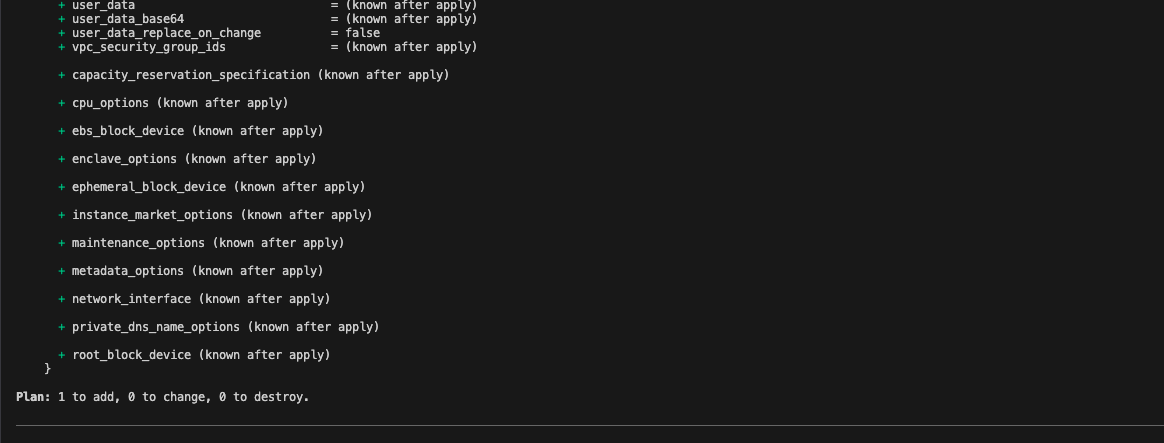 + user_data                            = (known after apply)
+ user_data_base64                     = (known after apply)
+ user_data_replace_on_change          = false
+ vpc_security_group_ids               = (known after apply)
+ capacity_reservation_specification (known after apply)
+ cpu_options (known after apply)
+ ebs_block_device (known after apply)
+ enclave_options (known after apply)
+ ephemeral_block_device (known after apply)
+ instance_market_options (known after apply)
+ maintenance_options (known after apply)
+ metadata_options (known after apply)
+ network_interface (known after apply)
+ private_dns_name_options (known after apply)
+ root_block_device (known after apply)
}
Plan: 1 to add, 0 to change, 0 to destroy.